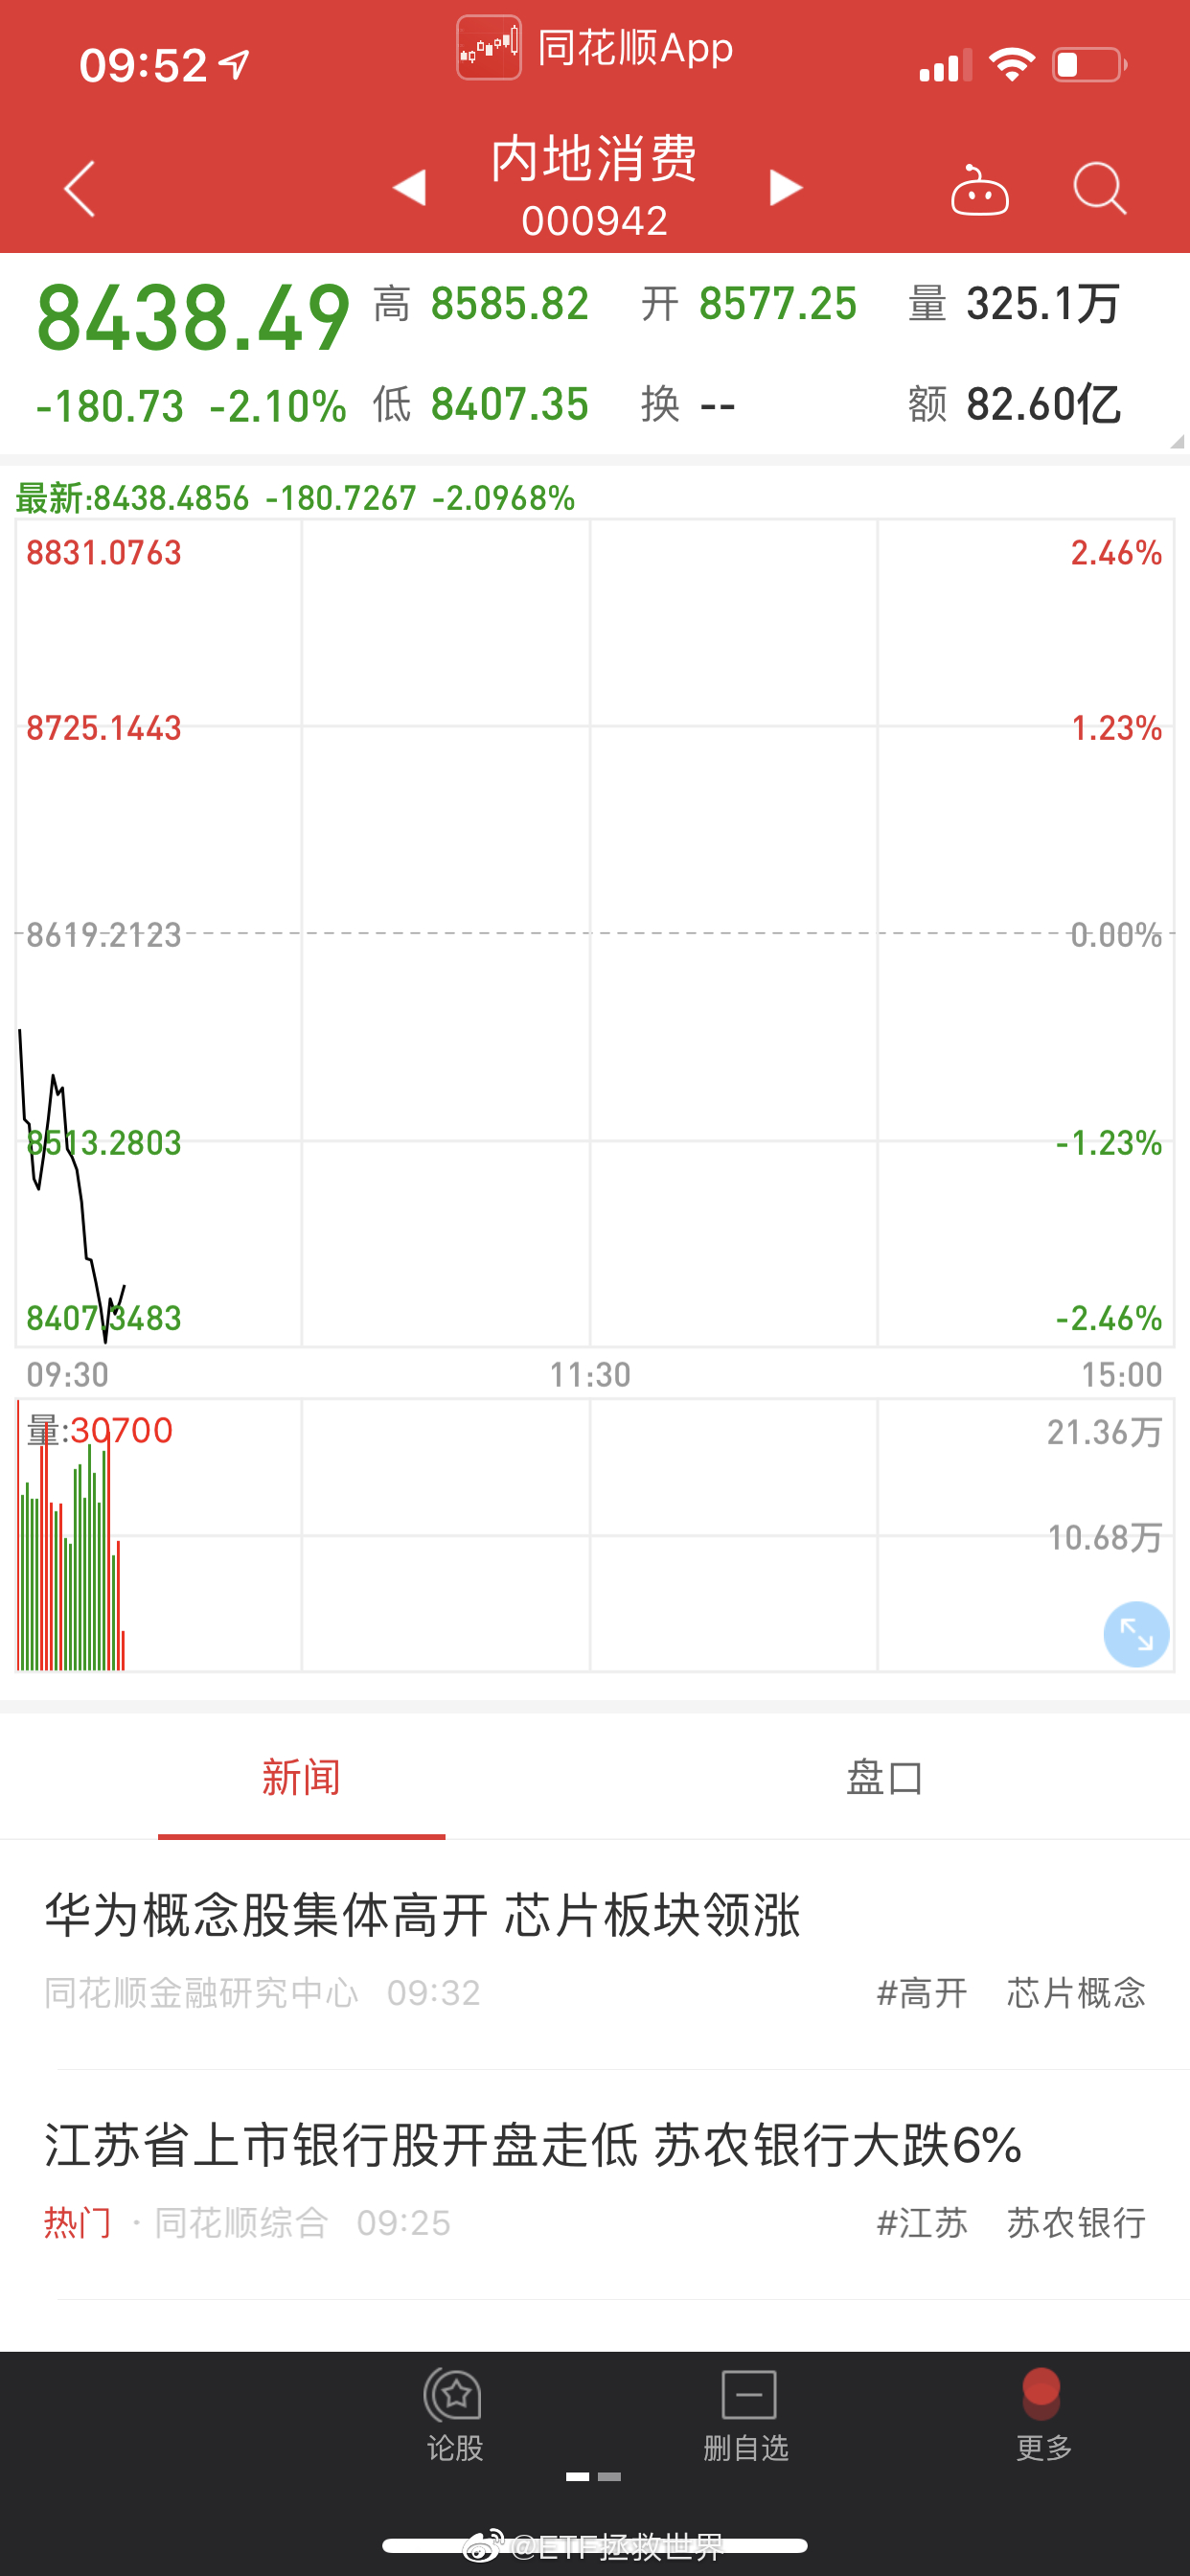 09:52
同花顺App
内地消费
000942
8438.49
高 8585.82
开 8577.25
量 325.1万
-180.73 -2.10%
低 8407.35
换 --
额 82.60亿
最新:8438.4856 -180.7267 -2.0968%
8831.0763 2.46%
8725.1443 1.23%
8619.2123 0.00%
8513.2803 -1.23%
8407.3483 -2.46%
09:30 11:30 15:00
量:30700 21.36万
10.68万
新闻 盘口
华为概念股集体高开 芯片板块领涨
同花顺金融研究中心 09:32 #高开 芯片概念
江苏省上市银行股开盘走低 苏农银行大跌6%
热门 · 同花顺综合 09:25 #江苏 苏农银行
论股 删自选 更多
@ETF拯救世界